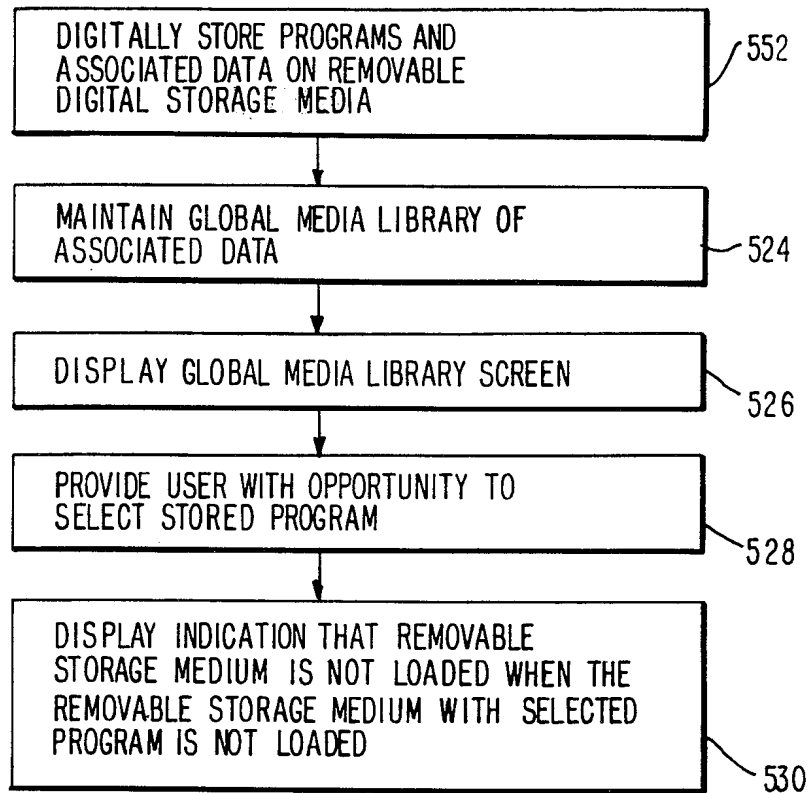 DIGITALLY STORE PROGRAMS AND
ASSOCIATED DATA ON REMOVABLE
DIGITAL STORAGE MEDIA
552
MAINTAIN GLOBAL MEDIA LIBRARY OF
ASSOCIATED DATA
524
DISPLAY GLOBAL MEDIA LIBRARY SCREEN
526
PROVIDE USER WITH OPPORTUNITY TO
SELECT STORED PROGRAM
528
DISPLAY INDICATION THAT REMOVABLE
STORAGE MEDIUM IS NOT LOADED WHEN THE
REMOVABLE STORAGE MEDIUM WITH SELECTED
PROGRAM IS NOT LOADED
530